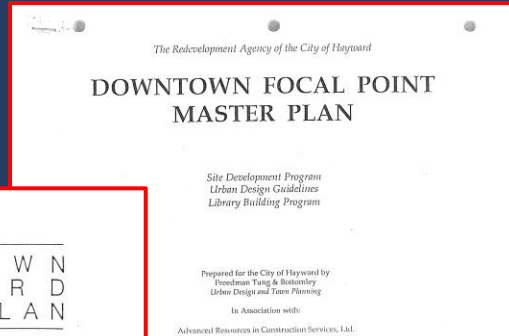 The Redevelopment Agency of the City of Hayward
DOWNTOWN FOCAL POINT
MASTER PLAN
Site Development Program
Urban Design Guidelines
Library Building Program
Prepared for the City of Hayward by
Freedman Tung & Bottomley
Urban Design and Town Planning
In Association with:
Advanced Resources in Construction Services, Ltd.
W N
R D
L A N